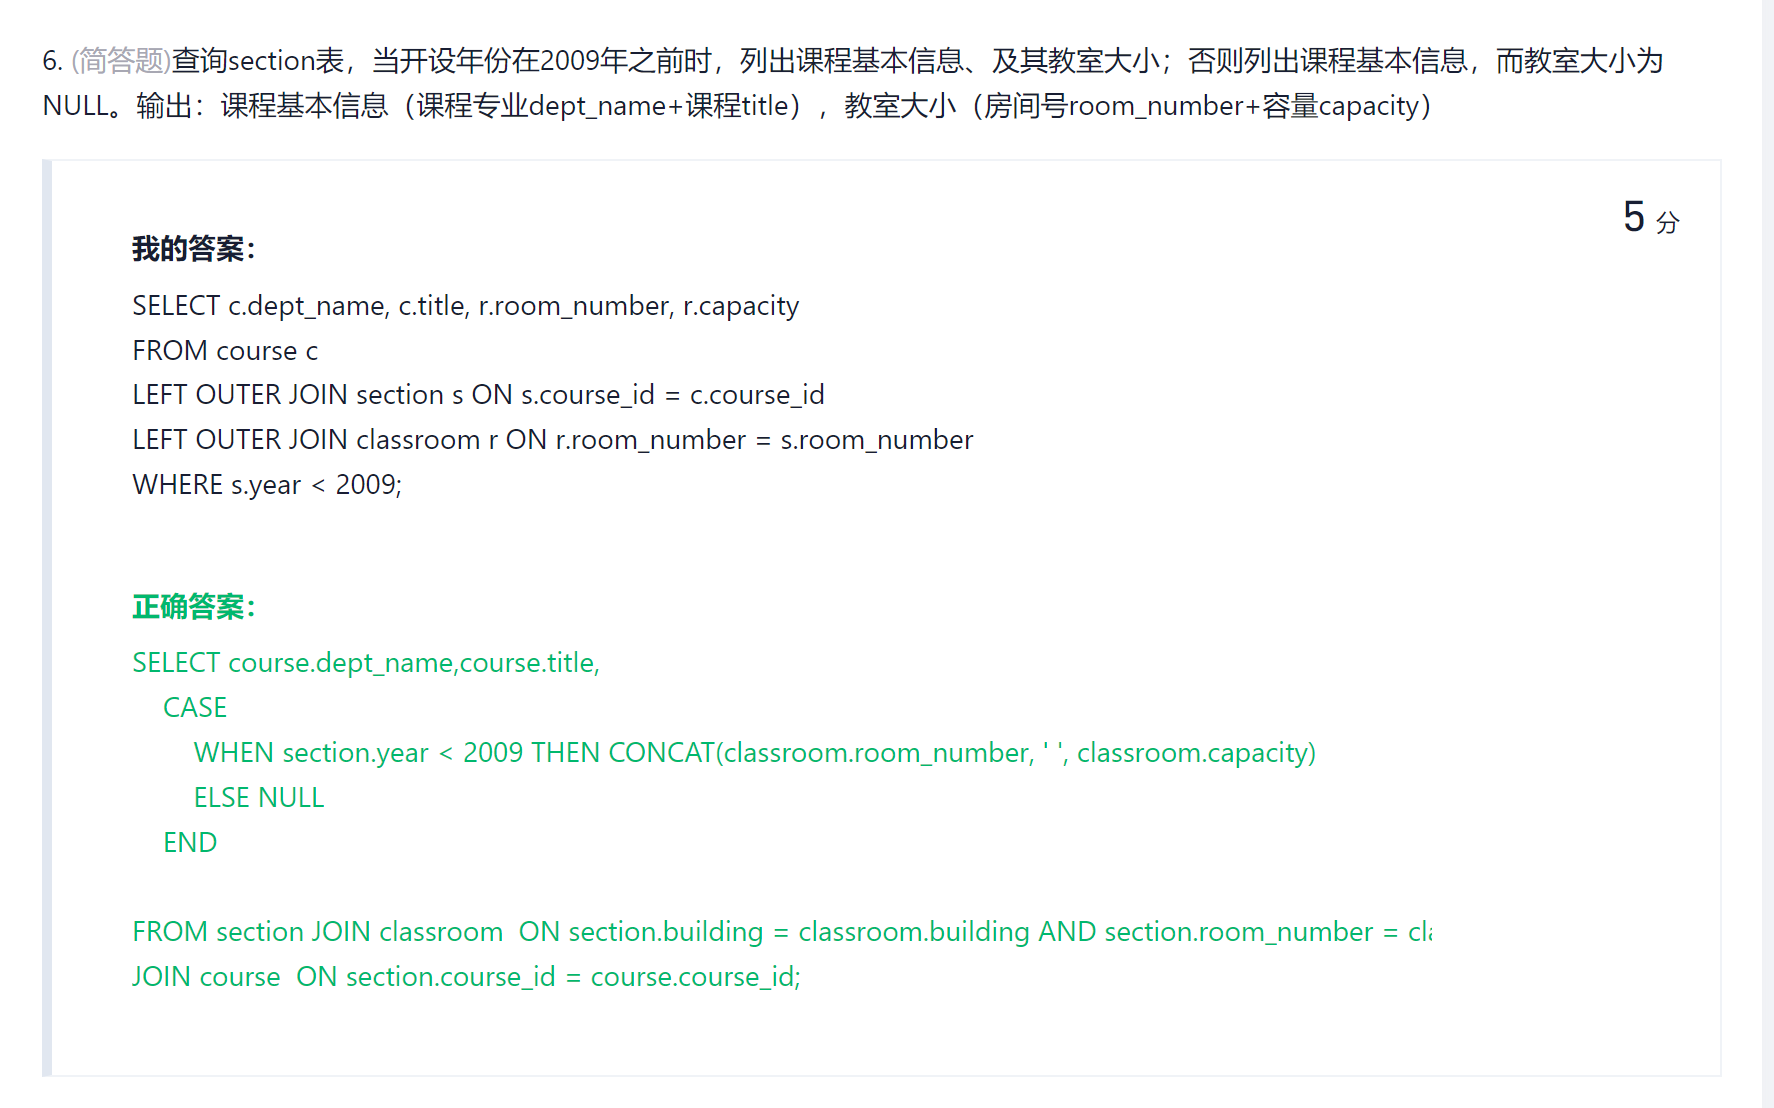 6. (简答题)查询section表，当开设年份在2009年之前时，列出课程基本信息、及其教室大小；否则列出课程基本信息，而教室大小为
NULL。输出：课程基本信息（课程专业dept_name+课程title），教室大小（房间号room_number+容量capacity）
5 分
我的答案：
SELECT c.dept_name, c.title, r.room_number, r.capacity
FROM course c
LEFT OUTER JOIN section s ON s.course_id = c.course_id
LEFT OUTER JOIN classroom r ON r.room_number = s.room_number
WHERE s.year < 2009;
正确答案：
SELECT course.dept_name,course.title,
CASE
WHEN section.year < 2009 THEN CONCAT(classroom.room_number, ' ', classroom.capacity)
ELSE NULL
END
FROM section JOIN classroom  ON section.building = classroom.building AND section.room_number =
JOIN course  ON section.course_id = course.course_id;